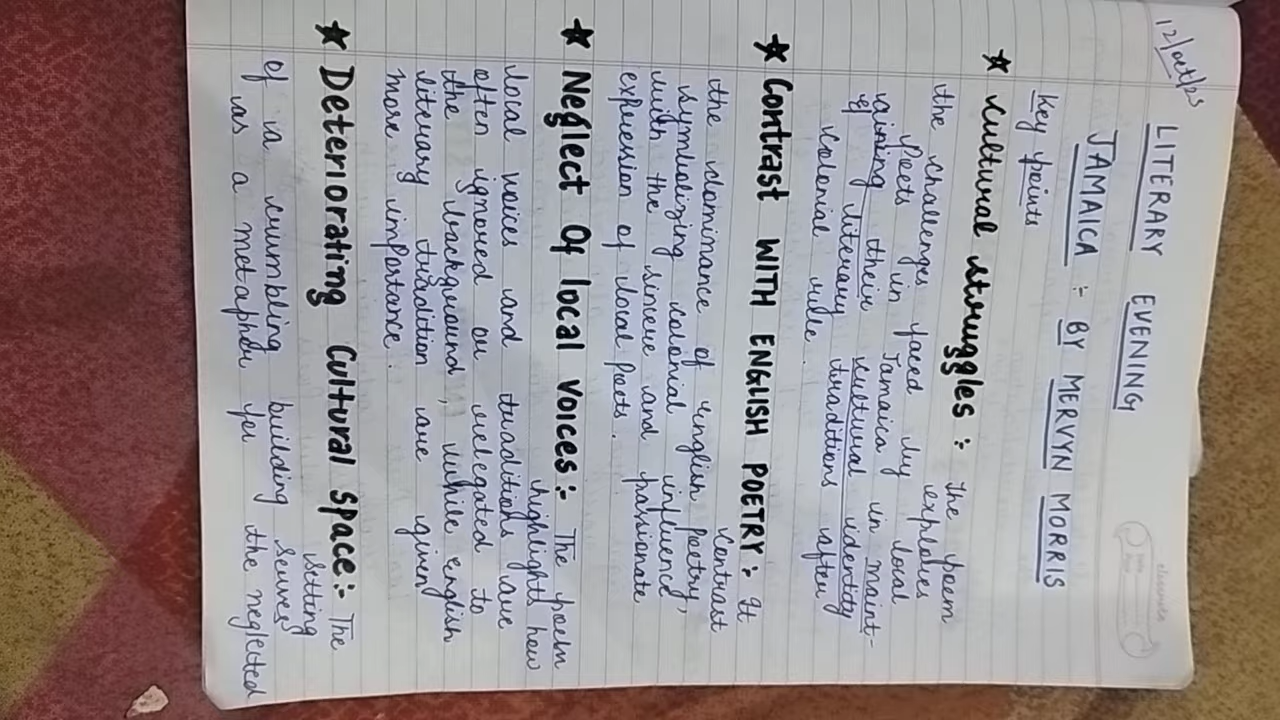 12/oct/25
LITERARY EVENING
JAMAICA :- BY MERVYN MORRIS
Key points
★ cultural struggles :- The poem
explores
the challenges faced by local
Poets in Jamaica in maint-
aining their cultural identity
& literary traditions after
colonial rule.
★ Contrast WITH ENGLISH POETRY :- It
Contrast
the dominance of english Poetry,
symbolizing colonial influence
with the sincere and passionate
expression of local Poets.
★ Neglect Of local voices :- The poem
highlights how
local voices and traditions are
often ignored or relegated to
the background, while english
literary tradition are given
more importance.
★ Deteriorating Cultural Space :- The
sitting
of a crumbling building serves
as a metaphor for the neglected